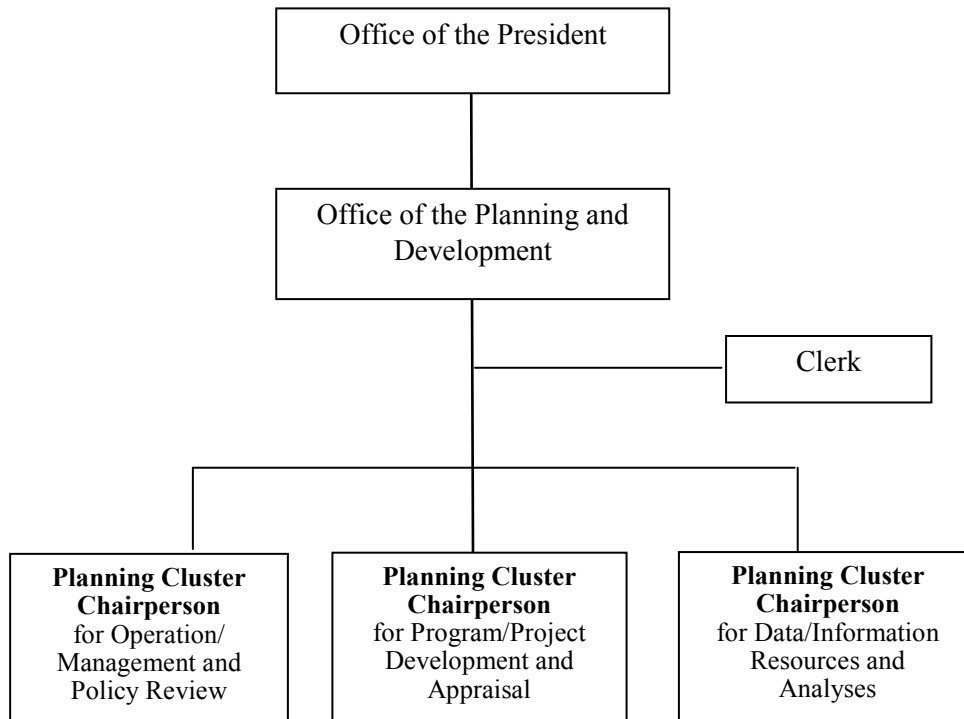 Office of the President
Office of the Planning and
Development
Clerk
Planning Cluster
Chairperson
for Operation/
Management and
Policy Review
Planning Cluster
Chairperson
for Program/Project
Development and
Appraisal
Planning Cluster
Chairperson
for Data/Information
Resources and
Analyses